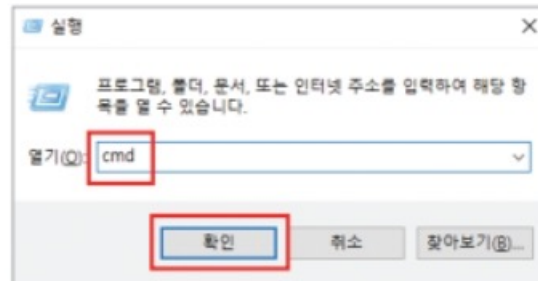 실행
프로그램, 폴더, 문서, 또는 인터넷 주소를 입력하여 해당 항
목을 열 수 있습니다.
열기(O): cmd
확인 취소 찾아보기(B)...